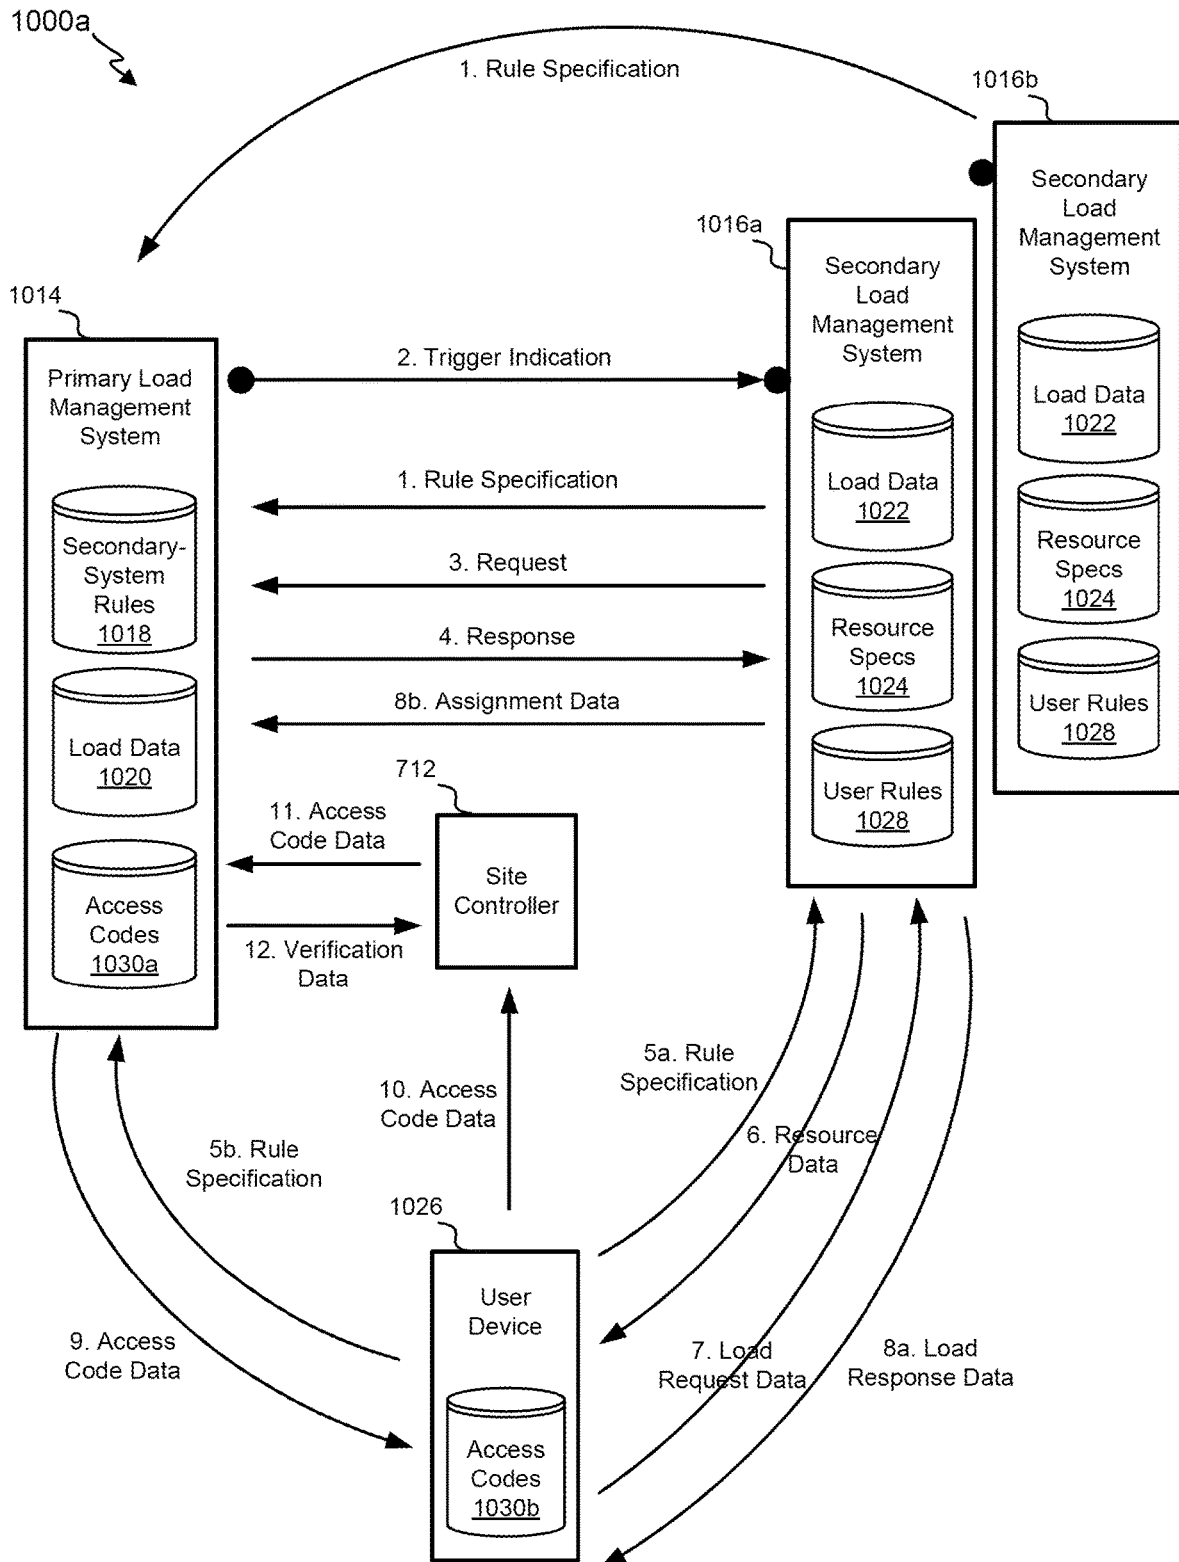 1000a
1. Rule Specification
1016b
Secondary
Load
Management
System
Load Data
1022
Resource
Specs
1024
User Rules
1028
1016a
Secondary
Load
Management
System
Load Data
1022
Resource
Specs
1024
User Rules
1028
1014
Primary Load
Management
System
Secondary-
System
Rules
1018
Load Data
1020
Access
Codes
1030a
2. Trigger Indication
1. Rule Specification
3. Request
4. Response
8b. Assignment Data
712
Site
Controller
11. Access
Code Data
12. Verification
Data
10. Access
Code Data
5a. Rule
Specification
6. Resource
Data
5b. Rule
Specification
1026
User
Device
Access
Codes
1030b
9. Access
Code Data
7. Load
Request Data
8a. Load
Response Data